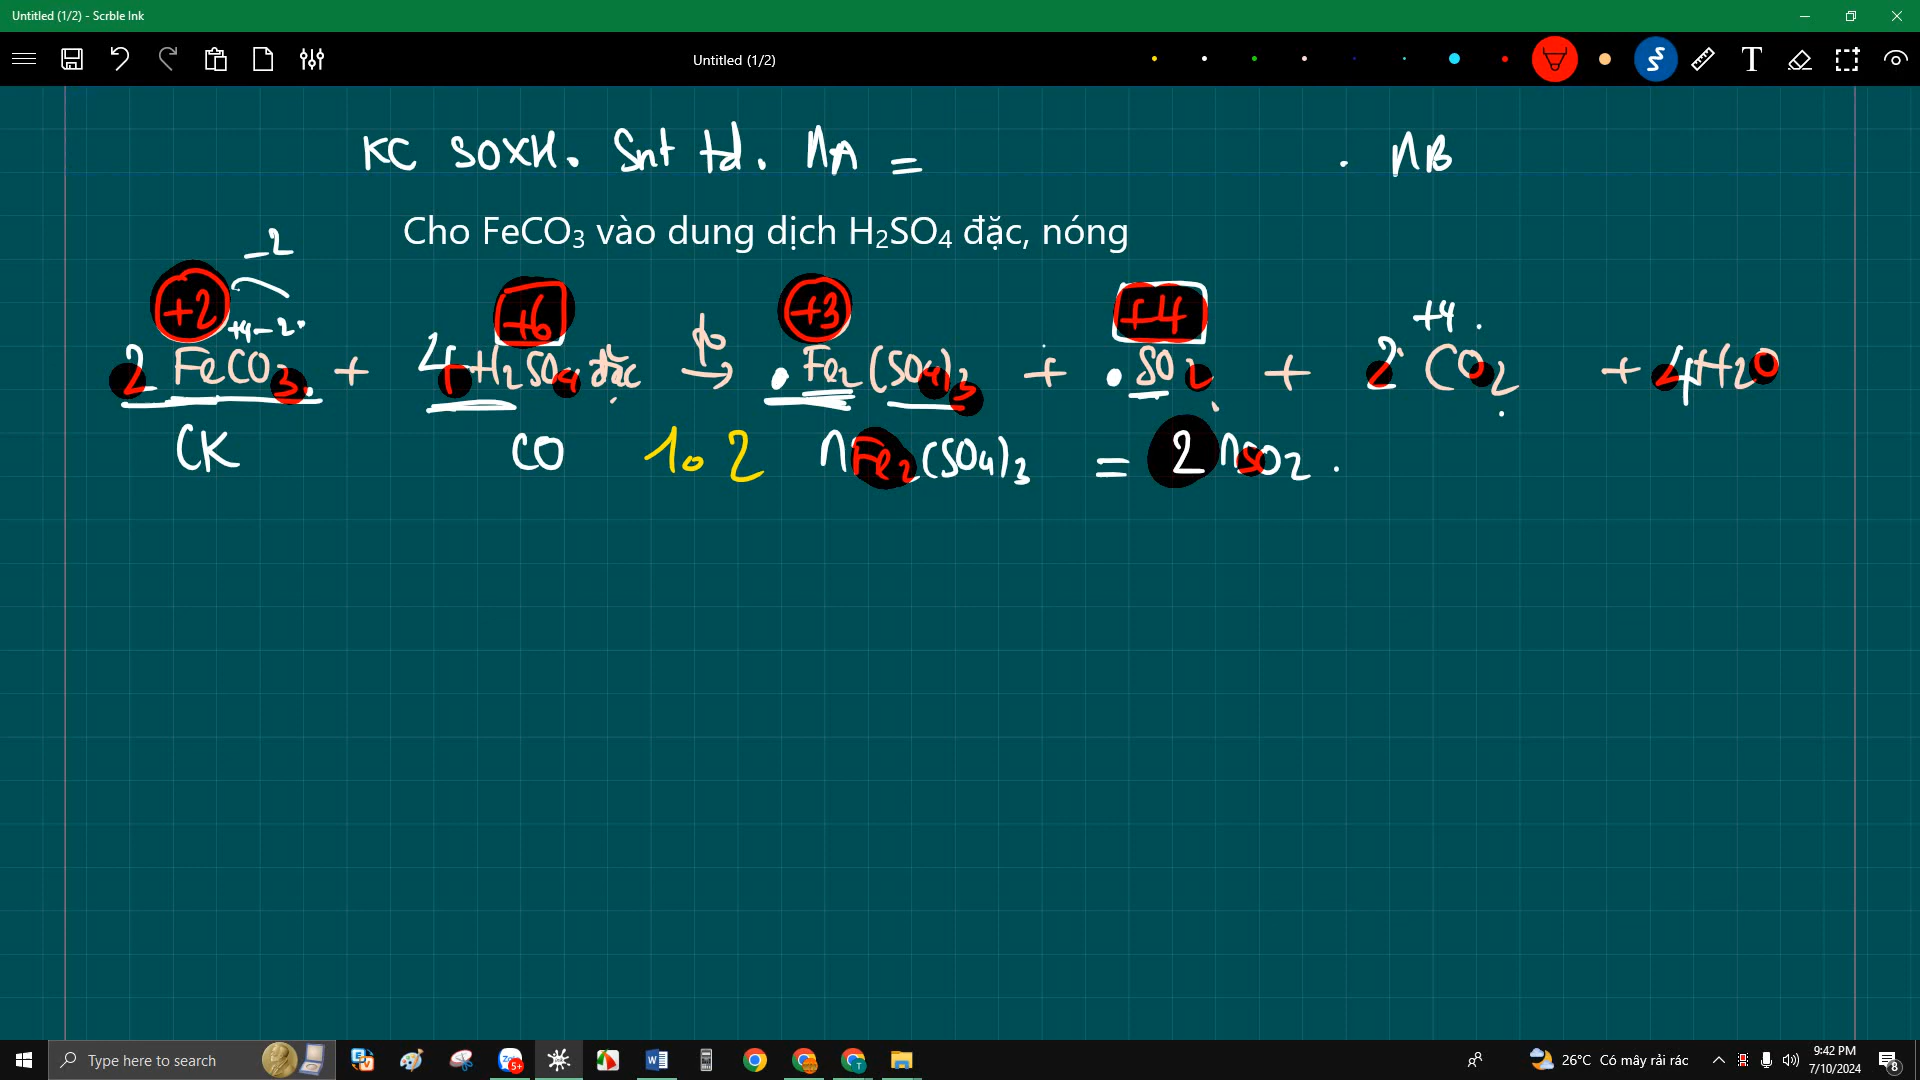 Untitled (1/2) - Scrble Ink
Untitled (1/2)
T
KC SOXH. Snt td. nA = . nB
Cho FeCO₃ vào dung dịch H₂SO₄ đặc, nóng
-2
+2 +4 -2 +6 +3 +4 +4
2 FeCO₃ + 4 H₂SO₄ đặc → Fe₂(SO₄)₃ + SO₂ + 2 CO₂ + 4H₂O
CK CO 1 2 nFe₂(SO₄)₃ = 2 nSO₂
Type here to search
5+
26°C Có mây rải rác
9:42 PM
7/10/2024
8